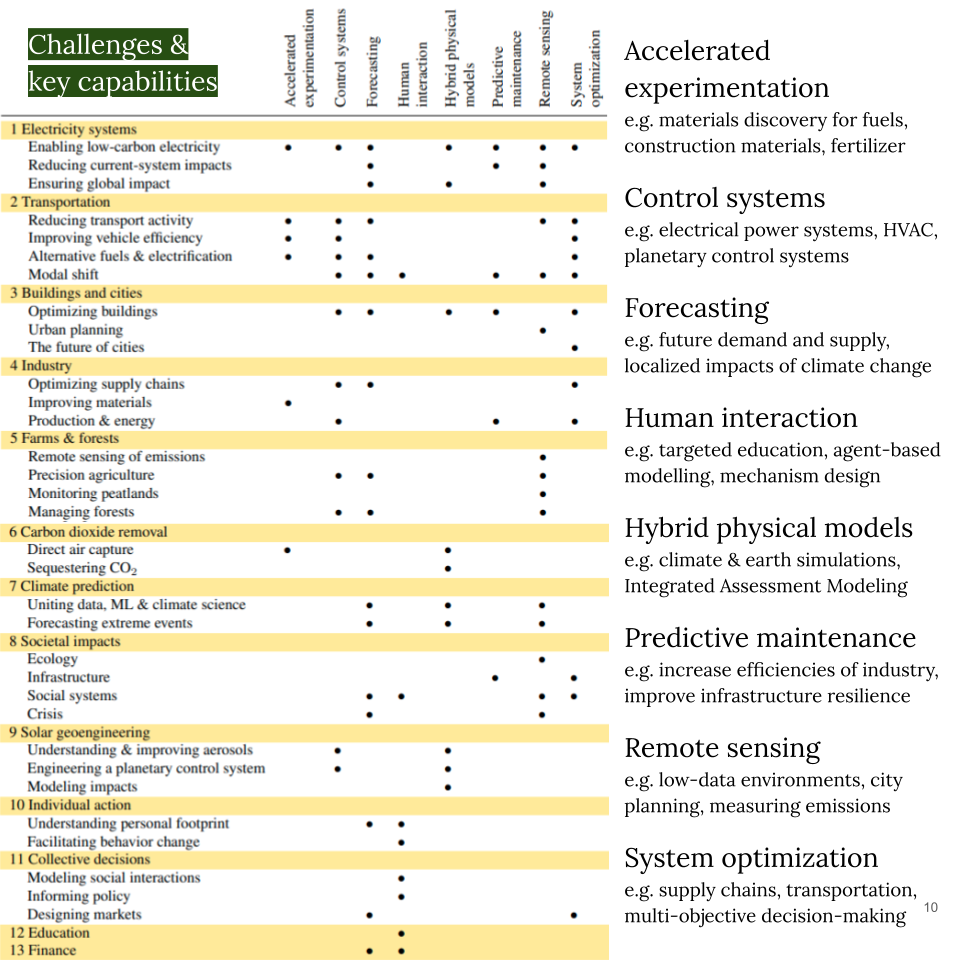 Challenges &
key capabilities
Accelerated
experimentation
Control systems
Forecasting
Human
interaction
Hybrid physical
models
Predictive
maintenance
Remote sensing
System
optimization
1 Electricity systems
Enabling low-carbon electricity • • • • • • •
Reducing current-system impacts • • •
Ensuring global impact • • •
2 Transportation
Reducing transport activity • • • • •
Improving vehicle efficiency • • •
Alternative fuels & electrification • • • •
Modal shift • • • • • •
3 Buildings and cities
Optimizing buildings • • • • •
Urban planning •
The future of cities •
4 Industry
Optimizing supply chains • • •
Improving materials •
Production & energy • • •
5 Farms & forests
Remote sensing of emissions •
Precision agriculture • • •
Monitoring peatlands •
Managing forests • • •
6 Carbon dioxide removal
Direct air capture • •
Sequestering CO₂ •
7 Climate prediction
Uniting data, ML & climate science • • •
Forecasting extreme events • • •
8 Societal impacts
Ecology •
Infrastructure • •
Social systems • • • •
Crisis • •
9 Solar geoengineering
Understanding & improving aerosols • •
Engineering a planetary control system • •
Modeling impacts •
10 Individual action
Understanding personal footprint • •
Facilitating behavior change •
11 Collective decisions
Modeling social interactions •
Informing policy •
Designing markets • •
12 Education •
13 Finance • •
Accelerated
experimentation
e.g. materials discovery for fuels,
construction materials, fertilizer
Control systems
e.g. electrical power systems, HVAC,
planetary control systems
Forecasting
e.g. future demand and supply,
localized impacts of climate change
Human interaction
e.g. targeted education, agent-based
modelling, mechanism design
Hybrid physical models
e.g. climate & earth simulations,
Integrated Assessment Modeling
Predictive maintenance
e.g. increase efficiencies of industry,
improve infrastructure resilience
Remote sensing
e.g. low-data environments, city
planning, measuring emissions
System optimization
e.g. supply chains, transportation,
multi-objective decision-making
10